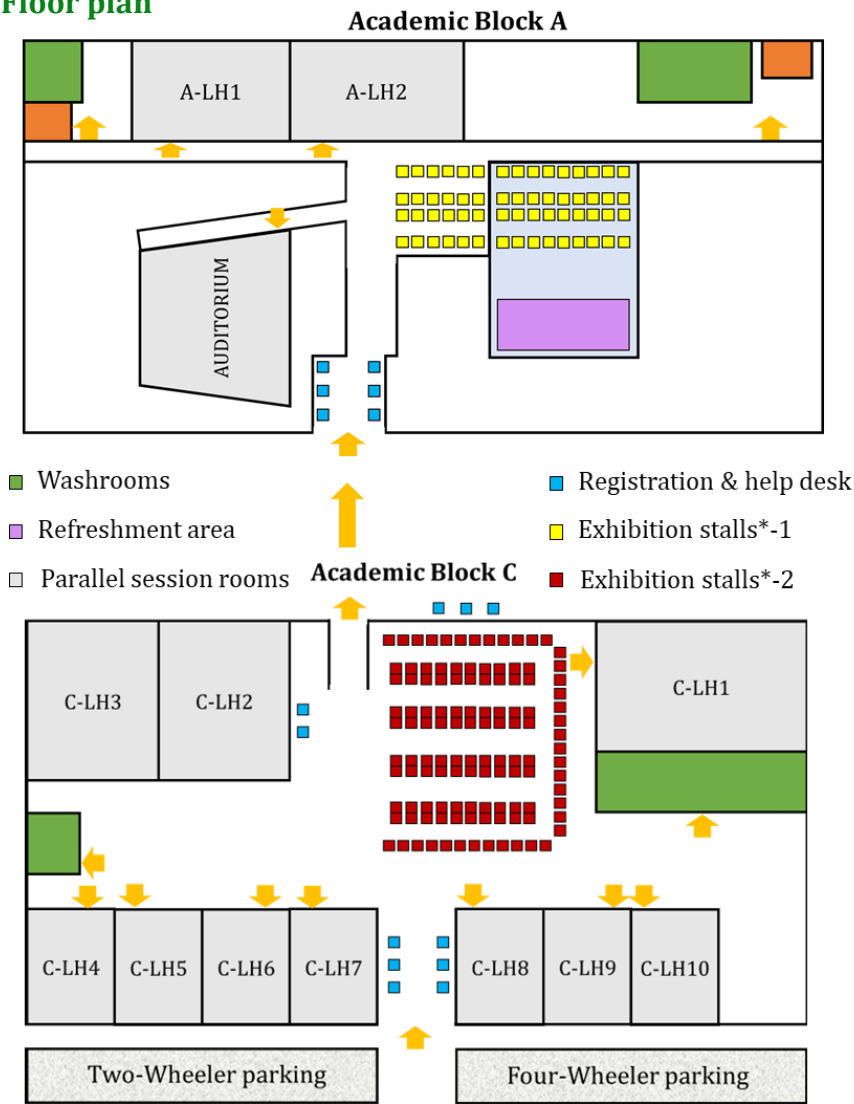 Floor plan
Academic Block A
A-LH1
A-LH2
AUDITORIUM
Washrooms
Registration & help desk
Refreshment area
Exhibition stalls*-1
Parallel session rooms
Exhibition stalls*-2
Academic Block C
C-LH3
C-LH2
C-LH1
C-LH4
C-LH5
C-LH6
C-LH7
C-LH8
C-LH9
C-LH10
Two-Wheeler parking
Four-Wheeler parking